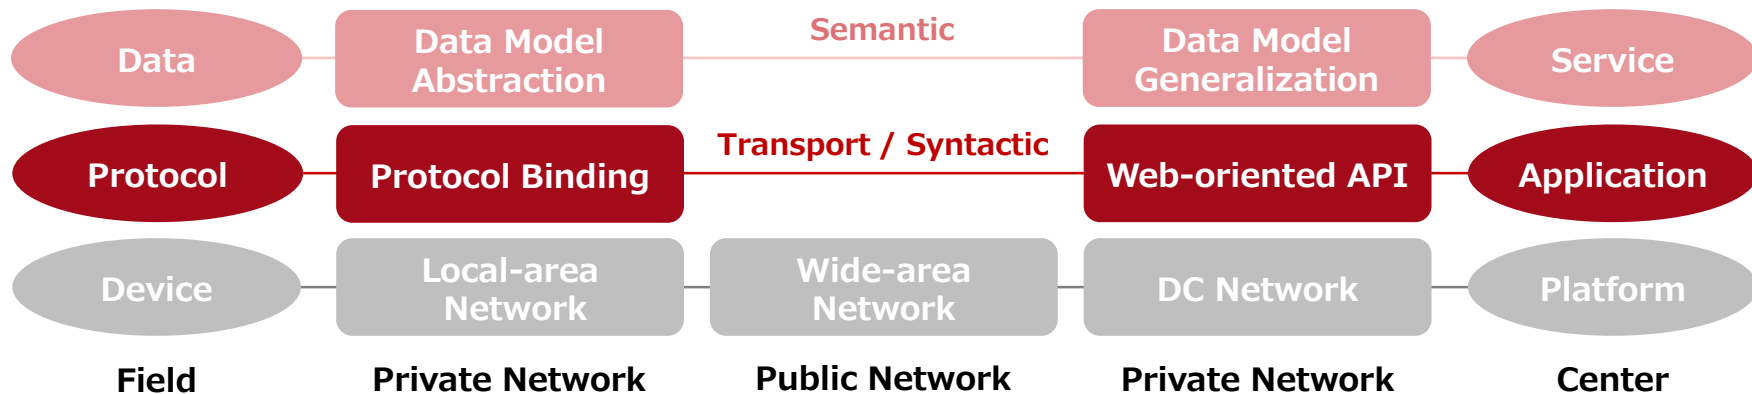 Data
Data Model
Abstraction
Semantic
Data Model
Generalization
Service
Protocol
Protocol Binding
Transport / Syntactic
Web-oriented API
Application
Device
Local-area
Network
Wide-area
Network
DC Network
Platform
Field
Private Network
Public Network
Private Network
Center